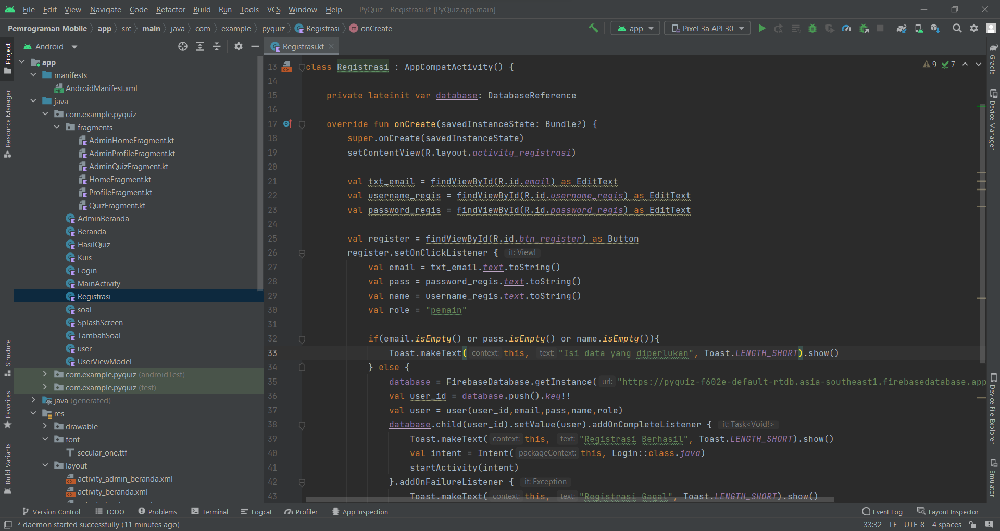 File Edit View Navigate Code Refactor Build Run Tools VCS Window Help PyQuiz - Registrasi.kt [PyQuiz.app.main]
Pemrograman Mobile app src main java com example pyquiz Registrasi onCreate app Pixel 3a API 30
Android
Registrasi.kt
Project
Resource Manager
Structure
Favorites
Build Variants
app
manifests
AndroidManifest.xml
java
com.example.pyquiz
fragments
AdminHomeFragment.kt
AdminProfileFragment.kt
AdminQuizFragment.kt
HomeFragment.kt
ProfileFragment.kt
QuizFragment.kt
AdminBeranda
Beranda
HasilQuiz
Kuis
Login
MainActivity
Registrasi
soal
SplashScreen
TambahSoal
user
UserViewModel
com.example.pyquiz (androidTest)
com.example.pyquiz (test)
java (generated)
res
drawable
font
secular_one.ttf
layout
activity_admin_beranda.xml
activity_beranda.xml
9 7
13 class Registrasi : AppCompatActivity() {
14
15 private lateinit var database: DatabaseReference
16
17 override fun onCreate(savedInstanceState: Bundle?) {
18 super.onCreate(savedInstanceState)
19 setContentView(R.layout.activity_registrasi)
20
21 val txt_email = findViewById(R.id.email) as EditText
22 val username_regis = findViewById(R.id.username_regis) as EditText
23 val password_regis = findViewById(R.id.password_regis) as EditText
24
25 val register = findViewById(R.id.btn_register) as Button
26 register.setOnClickListener { it: View!
27 val email = txt_email.text.toString()
28 val pass = password_regis.text.toString()
29 val name = username_regis.text.toString()
30 val role = "pemain"
31
32 if(email.isEmpty() or pass.isEmpty() or name.isEmpty()){
33 Toast.makeText( context: this, text: "Isi data yang diperlukan", Toast.LENGTH_SHORT).show()
34 } else {
35 database = FirebaseDatabase.getInstance( url: "https://pyquiz-f602e-default-rtdb.asia-southeast1.firebasedatabase.app
36 val user_id = database.push().key!!
37 val user = user(user_id,email,pass,name,role)
38 database.child(user_id).setValue(user).addOnCompleteListener { it: Task<Void!>
39 Toast.makeText( context: this, text: "Registrasi Berhasil", Toast.LENGTH_SHORT).show()
40 val intent = Intent( packageContext: this, Login::class.java)
41 startActivity(intent)
42 }.addOnFailureListener { it: Exception
43 Toast.makeText( context: this, text: "Registrasi Gagal", Toast.LENGTH_SHORT).show()
Gradle
Device Manager
Device File Explorer
Emulator
Version Control TODO Problems Terminal Logcat Profiler App Inspection Event Log Layout Inspector
* daemon started successfully (11 minutes ago) 33:32 LF UTF-8 4 spaces